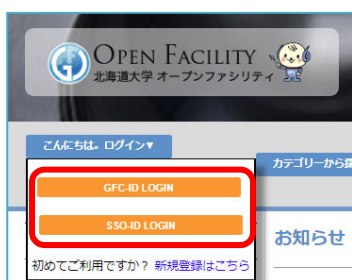 OPEN FACILITY
北海道大学 オープンファシリティ
こんにちは。ログイン▼
カテゴリーから探
GFC-ID LOGIN
SSO-ID LOGIN
お知らせ
初めてご利用ですか？ 新規登録はこちら